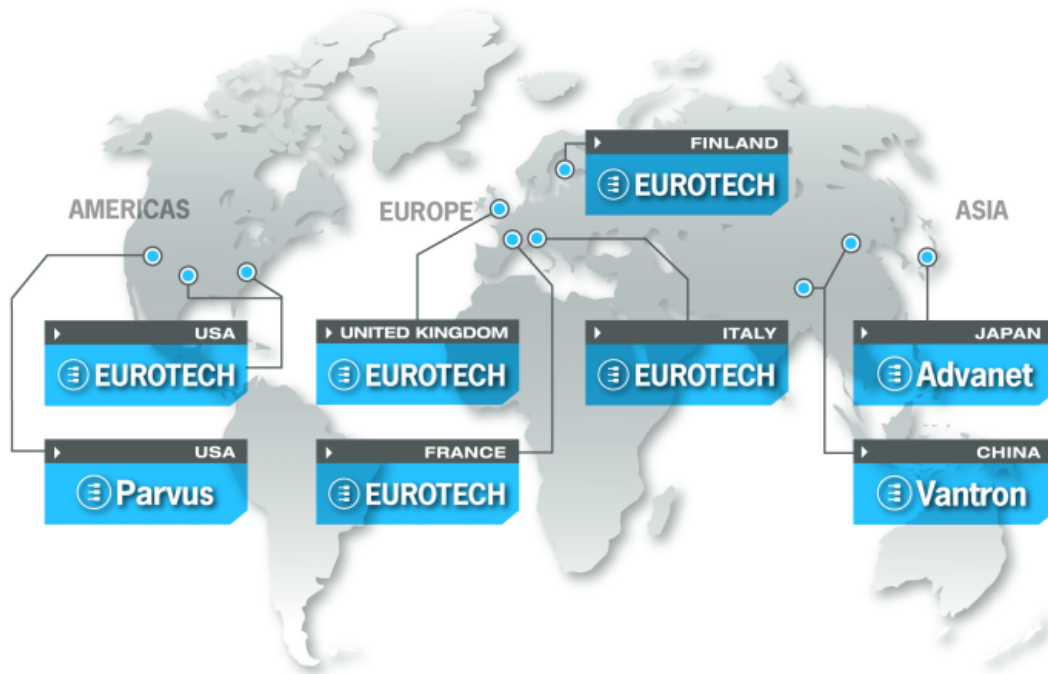 FINLAND
EUROTECH
AMERICAS
EUROPE
ASIA
USA
EUROTECH
UNITED KINGDOM
EUROTECH
ITALY
EUROTECH
JAPAN
Advanet
USA
Parvus
FRANCE
EUROTECH
CHINA
Vantron